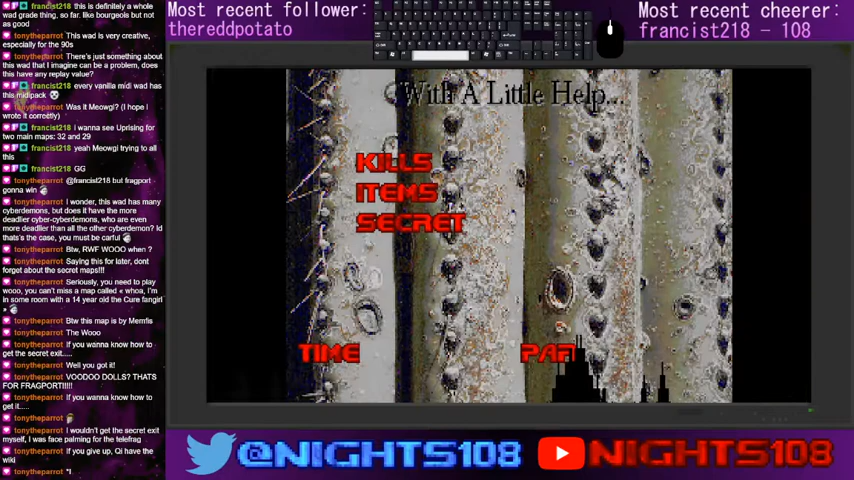 francist218 this is definitely a whole
wad grade thing, so far. like bourgeois but not
as good
tonytheparrot This wad is very creative,
especially for the 90s
tonytheparrot There's just something about
this wad that I imagine can be a problem, does
this have any replay value?
francist218 every vanilla midi wad has
this midipack
tonytheparrot Was it Meowgi? (I hope I
wrote it correctly)
francist218 I wanna see Uprising for
two main maps: 32 and 29
francist218 yeah Meowgi trying to all
this
francist218 GG
tonytheparrot @francist218 but fragport
gonna win
tonytheparrot I wonder, this wad has many
cyberdemons, but does it have the more
deadlier cyber-cyberdemons, who are even
more deadlier than all the other cyberdemons? Id
thats's the case, you must be carful
tonytheparrot Btw, RWF WOOO when ?
tonytheparrot Saying this for later, dont
forget about the secret maps!!!
tonytheparrot Seriously, you need to play
wooo, you can't miss a map called « whoa, I'm
in some room with a 14 year old the Cure fangirl
»
tonytheparrot Btw this map is by Memfis
tonytheparrot The Wooo
tonytheparrot If you wanna know how to
get the secret exit.....
tonytheparrot Well you got it!
tonytheparrot VOODOO DOLLS? THATS
FOR FRAGPORT!!!!!
tonytheparrot If you wanna know how to
get it.....
tonytheparrot
tonytheparrot I wouldn't get the secret exit
myself, I was face palming for the telefrag
tonytheparrot If you give up, Qi have the
wiki
tonytheparrot *I
Most recent follower:
thereddpotato
Most recent cheerer:
francist218 - 108
With A Little Help...
KILLS
ITEMS
SECRET
TIME
PAR
@NIGHTS108
NIGHTS108